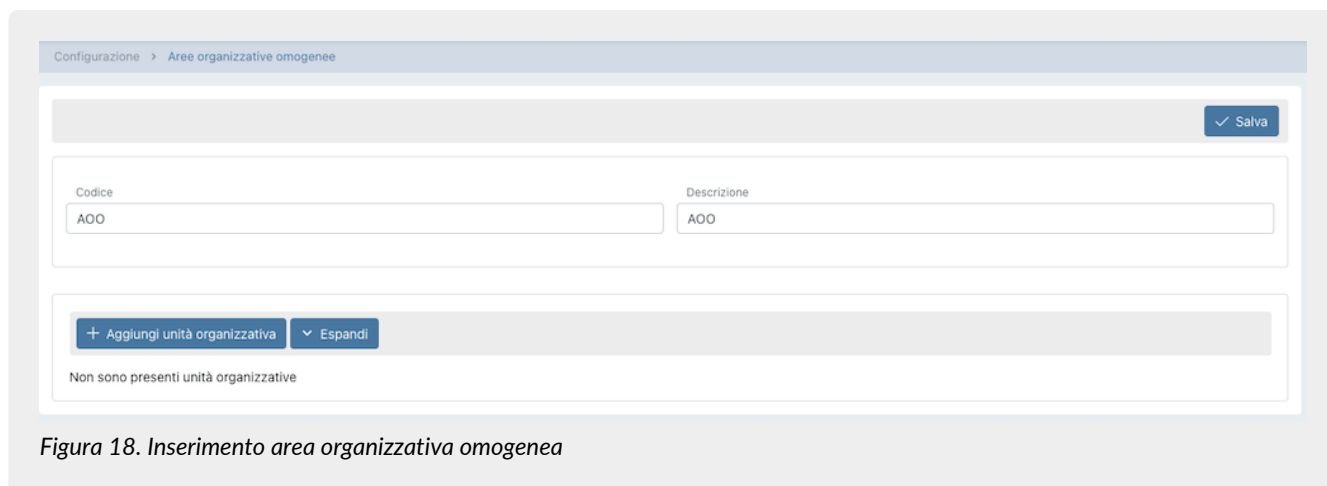 Configurazione > Aree organizzative omogenee
Salva
Codice Descrizione
AOO AOO
+ Aggiungi unità organizzativa Espandi
Non sono presenti unità organizzative
Figura 18. Inserimento area organizzativa omogenea